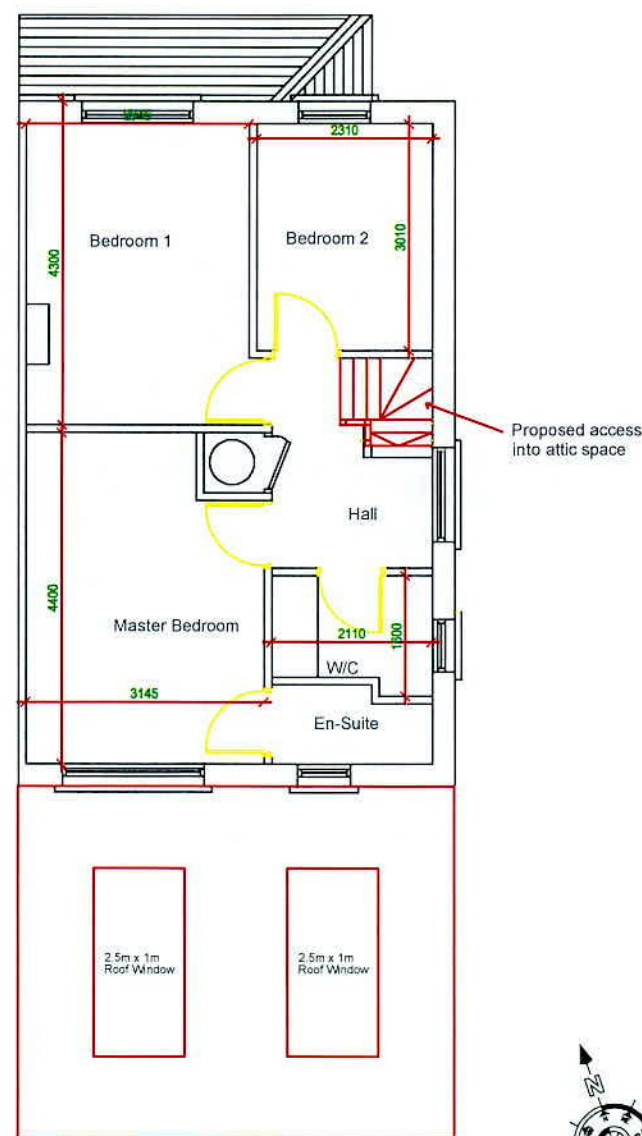 2310
Bedroom 1
Bedroom 2
3010
4300
Proposed access
into attic space
Hall
4400
Master Bedroom
2110
1600
W/C
3145
En-Suite
2.5m x 1m
Roof Window
2.5m x 1m
Roof Window
N